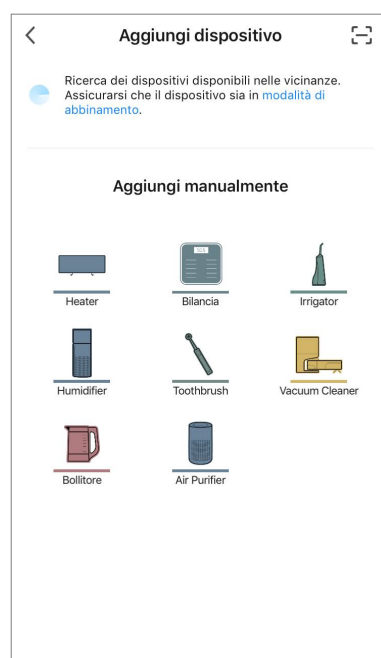 Aggiungi dispositivo
Ricerca dei dispositivi disponibili nelle vicinanze.
Assicurarsi che il dispositivo sia in modalità di
abbinamento.
Aggiungi manualmente
Heater
Bilancia
Irrigator
Humidifier
Toothbrush
Vacuum Cleaner
Bollitore
Air Purifier